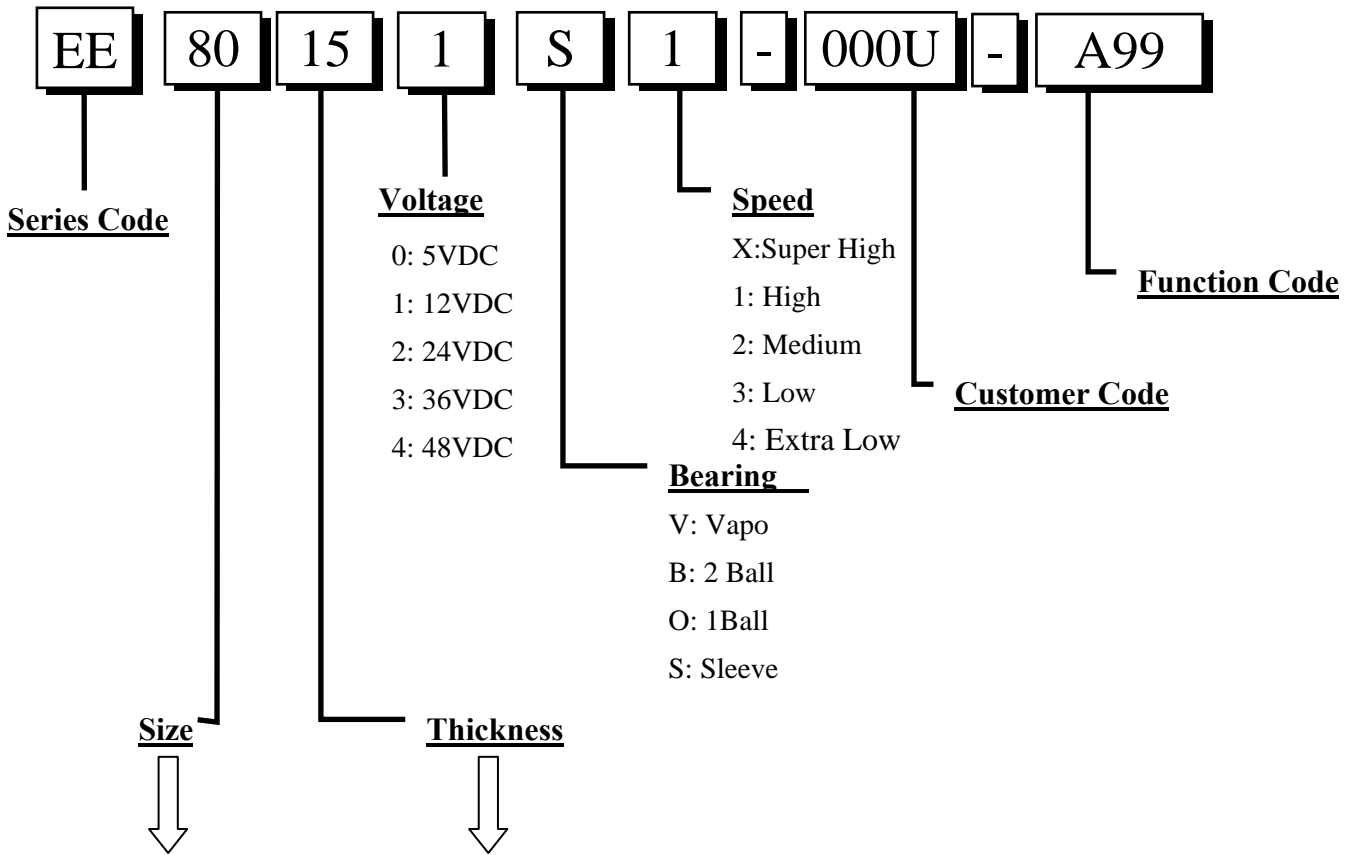 EE 80 15 1 S 1 - 000U - A99
Series Code
Voltage
0: 5VDC
1: 12VDC
2: 24VDC
3: 36VDC
4: 48VDC
Speed
X:Super High
1: High
2: Medium
3: Low
4: Extra Low
Function Code
Customer Code
Bearing
V: Vapo
B: 2 Ball
O: 1Ball
S: Sleeve
Size
Thickness